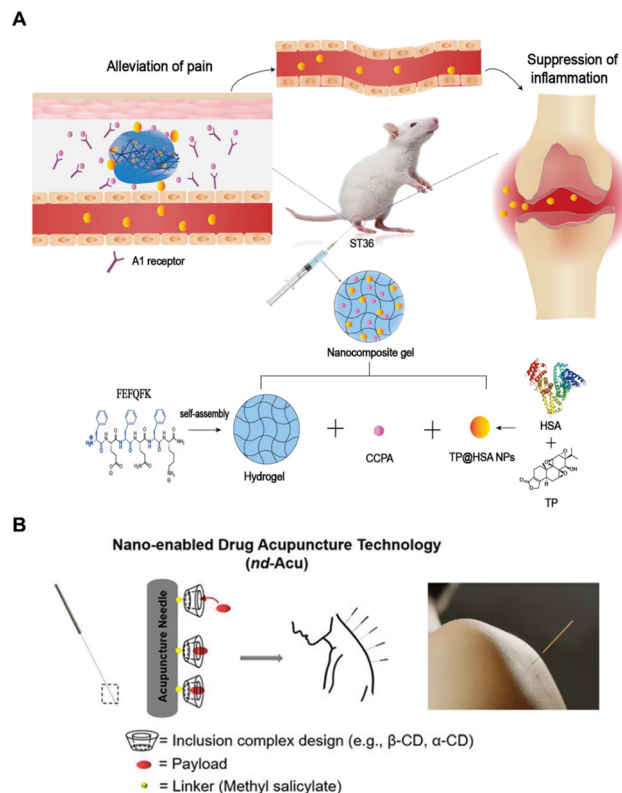 A
Alleviation of pain
Suppression of
inflammation
ST36
A1 receptor
Nanocomposite gel
FEFQFK
self-assembly
Hydrogel
+
CCPA
+
TP@HSA NPs
HSA
+
TP
B
Nano-enabled Drug Acupuncture Technology
(nd-Acu)
Acupuncture Needle
= Inclusion complex design (e.g., β-CD, α-CD)
= Payload
= Linker (Methyl salicylate)